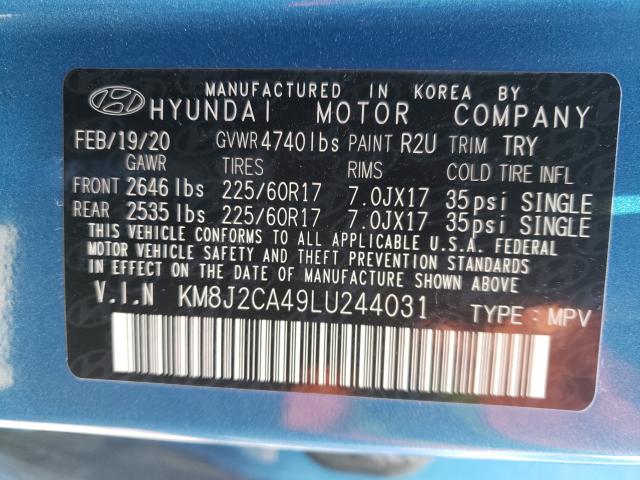 MANUFACTURED IN KOREA BY
HYUNDAI MOTOR COMPANY
FEB/19/20 GVWR 4740lbs PAINT R2U TRIM TRY
GAWR TIRES RIMS COLD TIRE INFL
FRONT 2646 lbs 225/60R17 7.0JX17 35psi SINGLE
REAR 2535 lbs 225/60R17 7.0JX17 35psi SINGLE
THIS VEHICLE CONFORMS TO ALL APPLICABLE U.S.A. FEDERAL
MOTOR VEHICLE SAFETY AND THEFT PREVENTION STANDARDS
IN EFFECT ON THE DATE OF MANUFACTURE SHOWN ABOVE
V.I.N KM8J2CA49LU244031 TYPE : MPV